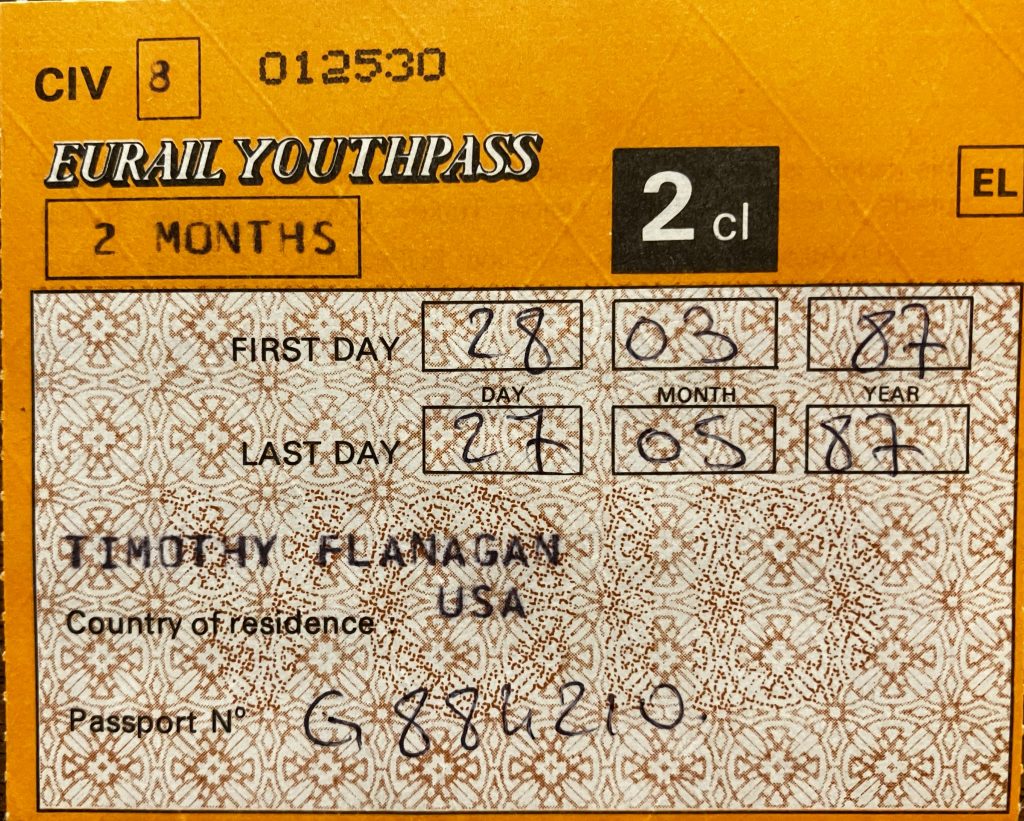 CIV 8 012530
EURAIL YOUTHPASS
2 MONTHS
2 cl
EL
FIRST DAY 28 03 87
DAY MONTH YEAR
LAST DAY 27 05 87
TIMOTHY FLANAGAN
USA
Country of residence
Passport Nº G884210.